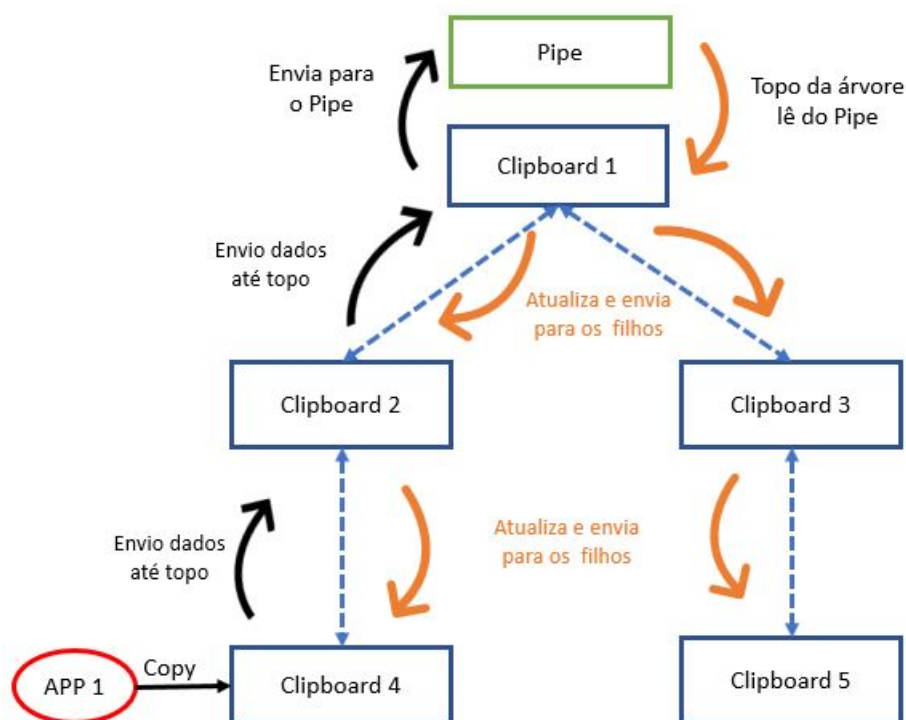 Pipe
Envia para
o Pipe
Topo da árvore
lê do Pipe
Clipboard 1
Envio dados
até topo
Atualiza e envia
para os filhos
Clipboard 2
Clipboard 3
Envio dados
até topo
Atualiza e envia
para os filhos
APP 1
Copy
Clipboard 4
Clipboard 5